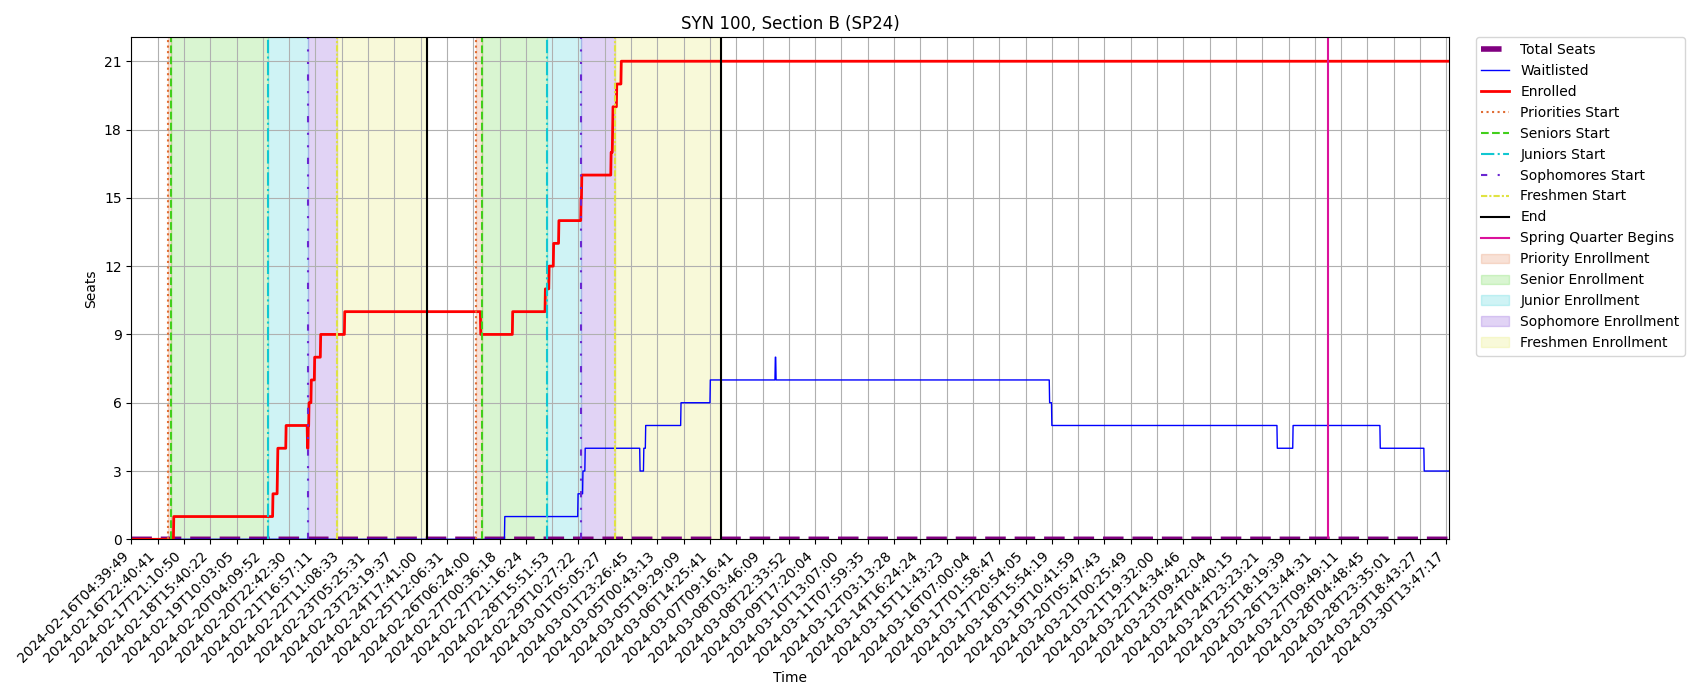 SYN 100, Section B (SP24)
Seats
21
18
15
12
9
6
3
0
2024-02-16T04:39:49
2024-02-16T22:40:41
2024-02-17T21:10:50
2024-02-18T15:40:22
2024-02-19T10:03:05
2024-02-20T04:09:52
2024-02-20T22:42:30
2024-02-21T16:57:11
2024-02-22T11:08:33
2024-02-23T05:25:31
2024-02-23T23:19:37
2024-02-24T17:41:00
2024-02-25T12:06:31
2024-02-26T06:24:00
2024-02-27T00:36:18
2024-02-27T21:16:24
2024-02-28T15:51:53
2024-02-29T10:27:22
2024-03-01T05:05:27
2024-03-01T23:26:45
2024-03-05T00:43:13
2024-03-05T19:29:09
2024-03-06T14:25:41
2024-03-07T09:16:41
2024-03-08T03:46:09
2024-03-08T22:33:52
2024-03-09T17:20:04
2024-03-10T13:07:00
2024-03-11T07:59:35
2024-03-12T03:13:28
2024-03-14T16:24:24
2024-03-15T11:43:23
2024-03-16T07:00:04
2024-03-17T01:58:47
2024-03-17T20:54:05
2024-03-18T15:54:19
2024-03-19T10:41:59
2024-03-20T05:47:43
2024-03-21T00:25:49
2024-03-21T19:32:00
2024-03-22T14:34:46
2024-03-23T09:42:04
2024-03-24T04:40:15
2024-03-24T23:23:21
2024-03-25T18:19:39
2024-03-26T13:44:31
2024-03-27T09:49:11
2024-03-28T04:48:45
2024-03-28T23:35:01
2024-03-29T18:43:27
2024-03-30T13:47:17
Time
Total Seats
Waitlisted
Enrolled
Priorities Start
Seniors Start
Juniors Start
Sophomores Start
Freshmen Start
End
Spring Quarter Begins
Priority Enrollment
Senior Enrollment
Junior Enrollment
Sophomore Enrollment
Freshmen Enrollment